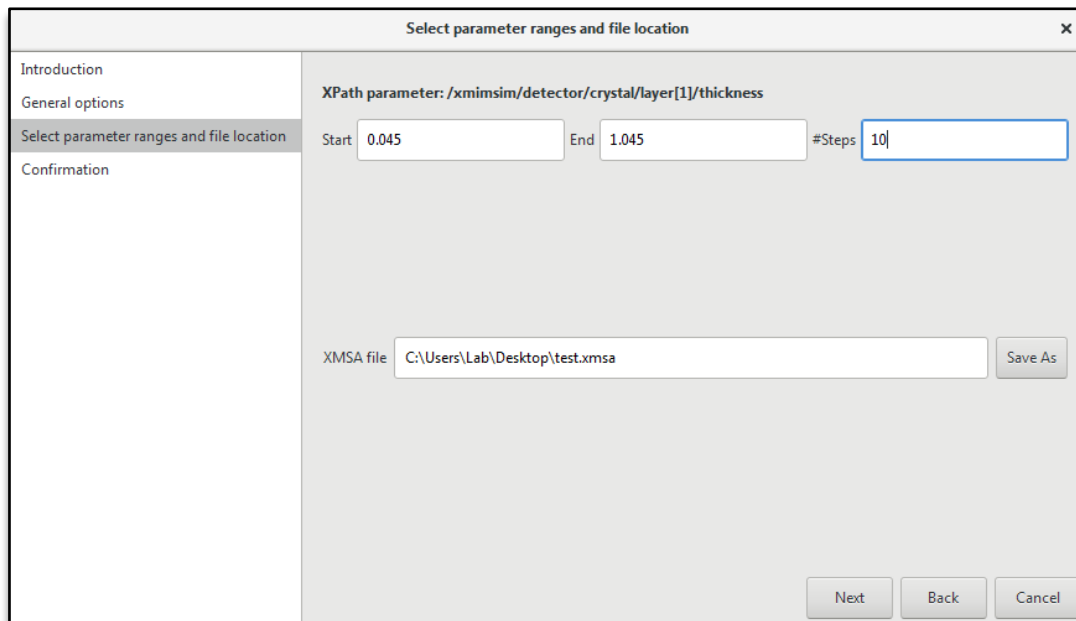 Select parameter ranges and file location ×
Introduction
General options
Select parameter ranges and file location
Confirmation
XPath parameter: /xmimsim/detector/crystal/layer[1]/thickness
Start 0.045 End 1.045 #Steps 10
XMSA file C:\Users\Lab\Desktop\test.xmsa Save As
Next Back Cancel